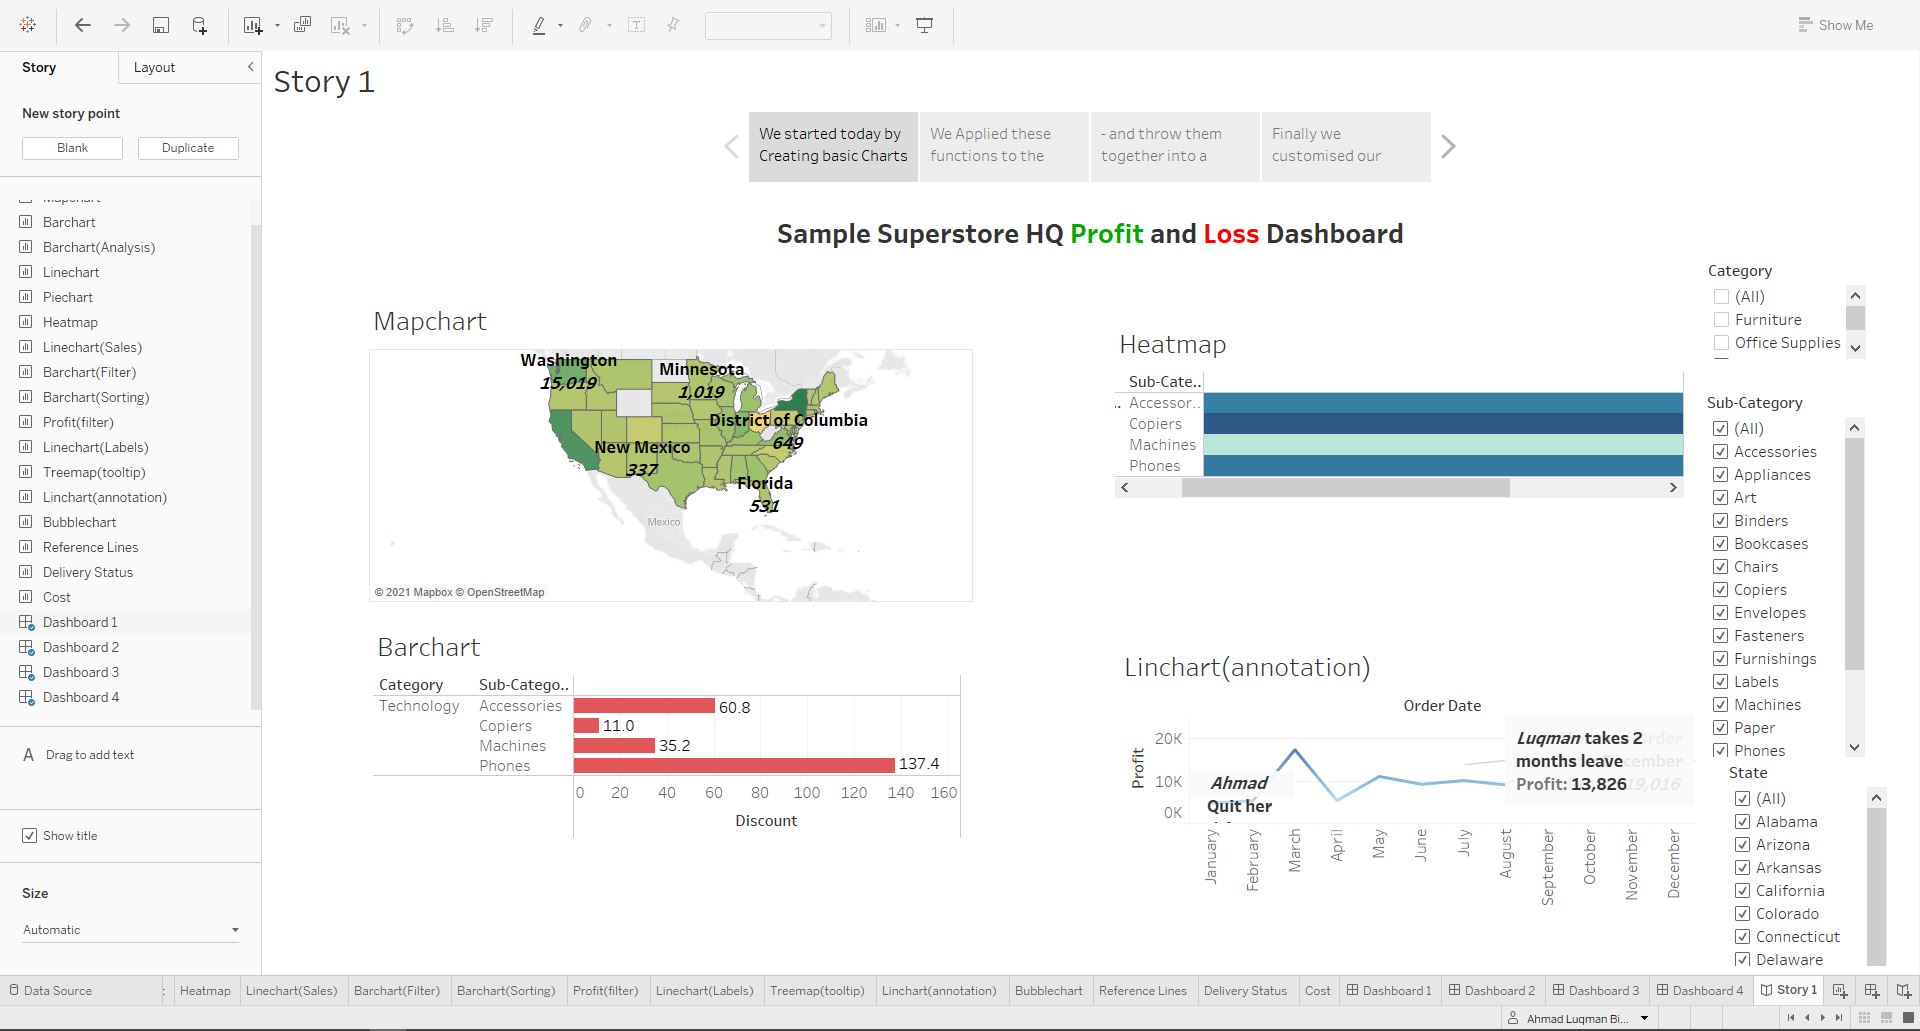 Show Me
Story
Layout
New story point
Blank
Duplicate
Mapchart
Barchart
Barchart(Analysis)
Linechart
Piechart
Heatmap
Linechart(Sales)
Barchart(Filter)
Barchart(Sorting)
Profit(filter)
Linechart(Labels)
Treemap(tooltip)
Linchart(annotation)
Bubblechart
Reference Lines
Delivery Status
Cost
Dashboard 1
Dashboard 2
Dashboard 3
Dashboard 4
A Drag to add text
Show title
Size
Automatic
Story 1
We started today by
Creating basic Charts
We Applied these
functions to the
- and throw them
together into a
Finally we
customised our
Sample Superstore HQ Profit and Loss Dashboard
Mapchart
Washington
15,019
Minnesota
1,019
District of Columbia
649
New Mexico
337
Florida
531
Mexico
© 2021 Mapbox © OpenStreetMap
Heatmap
Sub-Cate..
.. Accessor..
Copiers
Machines
Phones
Barchart
Category Sub-Catego..
Technology Accessories 60.8
Copiers 11.0
Machines 35.2
Phones 137.4
0 20 40 60 80 100 120 140 160
Discount
Linchart(annotation)
Order Date
Profit
20K
10K
0K
Ahmad
Quit her
Luqman takes 2
months leave
Profit: 13,826
19,016
January
February
March
April
May
June
July
August
September
October
November
December
Category
(All)
Furniture
Office Supplies
Sub-Category
(All)
Accessories
Appliances
Art
Binders
Bookcases
Chairs
Copiers
Envelopes
Fasteners
Furnishings
Labels
Machines
Paper
Phones
State
(All)
Alabama
Arizona
Arkansas
California
Colorado
Connecticut
Delaware
Data Source Heatmap Linechart(Sales) Barchart(Filter) Barchart(Sorting) Profit(filter) Linechart(Labels) Treemap(tooltip) Linchart(annotation) Bubblechart Reference Lines Delivery Status Cost Dashboard 1 Dashboard 2 Dashboard 3 Dashboard 4 Story 1
Ahmad Luqman Bi...